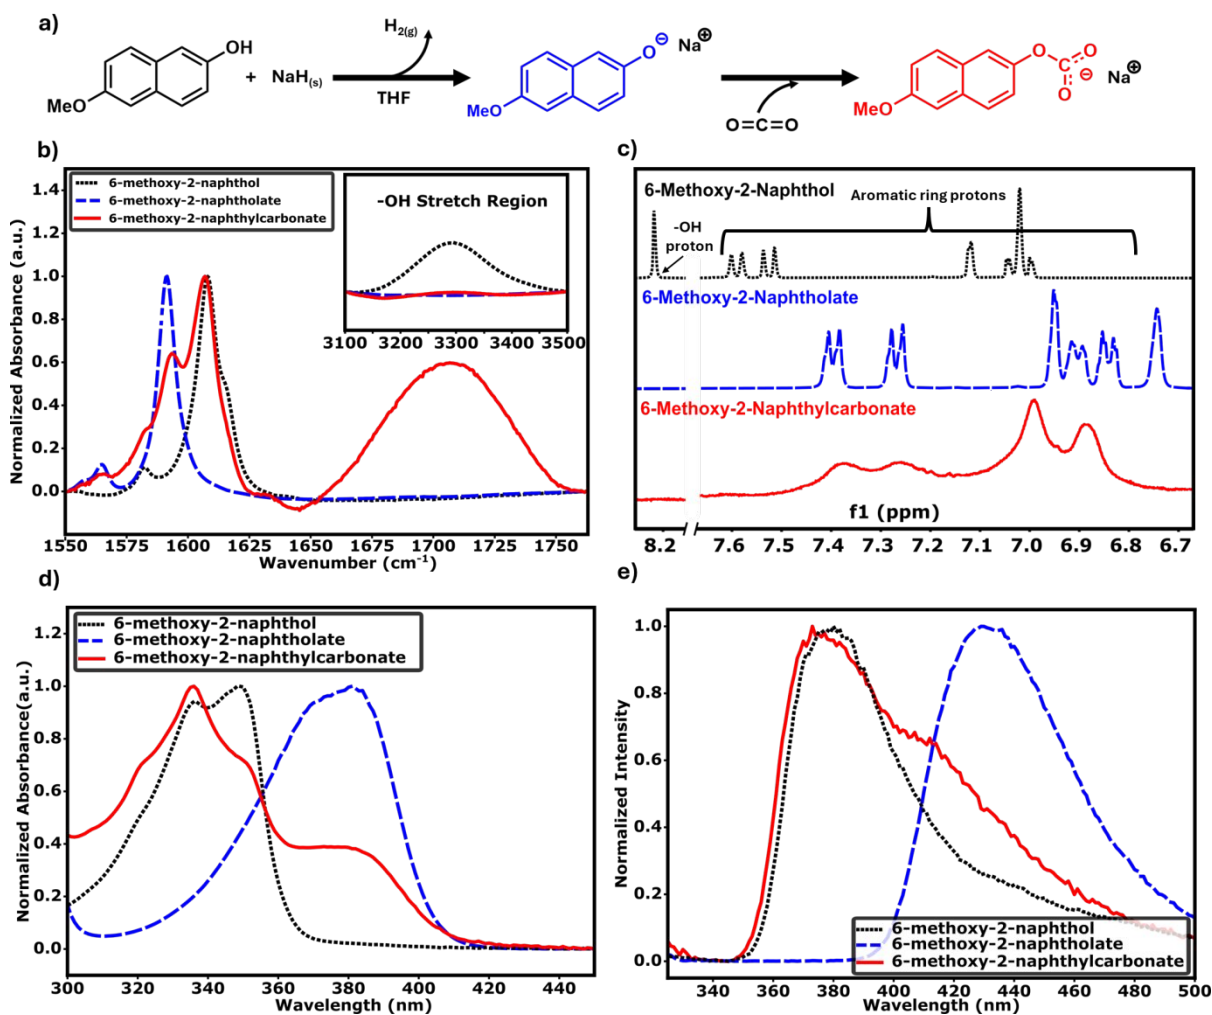 a)
H2(g)
OH
MeO
+ NaH(s)
THF
O⊖ Na⊕
MeO
O=C=O
O C O
⊖
O
Na⊕
MeO
b)
6-methoxy-2-naphthol
6-methoxy-2-naphtholate
6-methoxy-2-naphthylcarbonate
-OH Stretch Region
3100 3200 3300 3400 3500
1.4
1.2
1.0
0.8
0.6
0.4
0.2
0.0
Normalized Absorbance (a.u.)
1550 1575 1600 1625 1650 1675 1700 1725 1750
Wavenumber (cm-1)
c)
6-Methoxy-2-Naphthol
Aromatic ring protons
-OH
proton
6-Methoxy-2-Naphtholate
6-Methoxy-2-Naphthylcarbonate
f1 (ppm)
8.2 7.6 7.5 7.4 7.3 7.2 7.1 7.0 6.9 6.8 6.7
d)
6-methoxy-2-naphthol
6-methoxy-2-naphtholate
6-methoxy-2-naphthylcarbonate
1.2
1.0
0.8
0.6
0.4
0.2
0.0
Normalized Absorbance(a.u.)
300 320 340 360 380 400 420 440
Wavelength (nm)
e)
1.0
0.8
0.6
0.4
0.2
0.0
Normalized Intensity
6-methoxy-2-naphthol
6-methoxy-2-naphtholate
6-methoxy-2-naphthylcarbonate
340 360 380 400 420 440 460 480 500
Wavelength (nm)